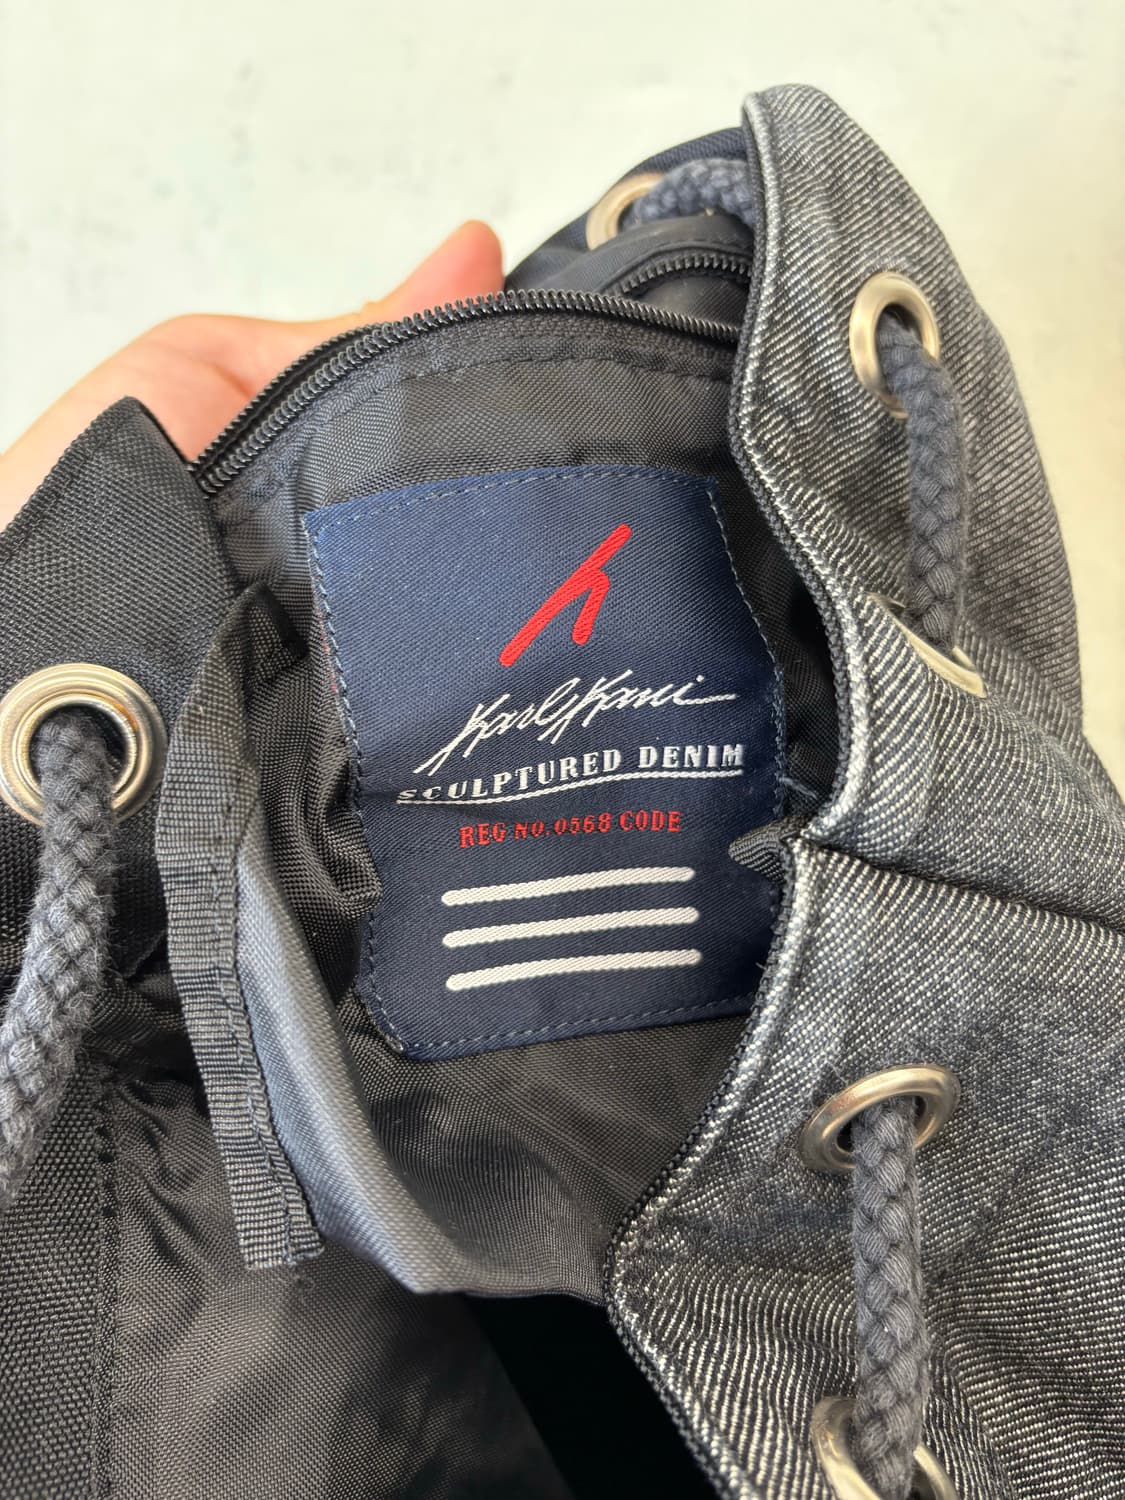 Karl Kani
SCULPTURED DENIM
REG NO. 0568 CODE